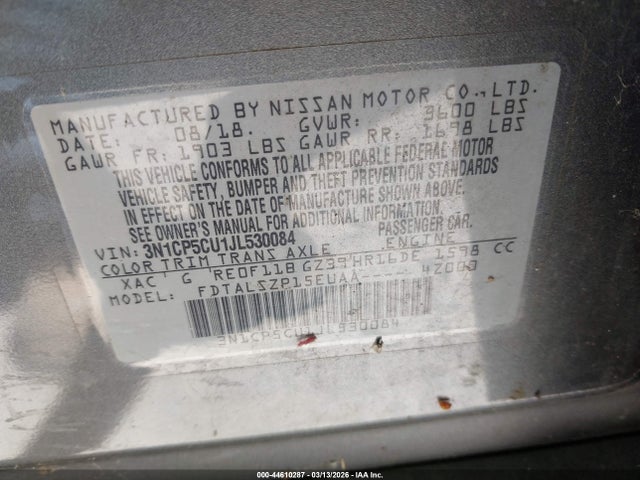 MANUFACTURED BY NISSAN MOTOR CO.,LTD.
DATE: 08/18. GVWR: 3600 LBS
GAWR FR: 1903 LBS GAWR RR: 1698 LBS
THIS VEHICLE CONFORMS TO ALL APPLICABLE FEDERAL MOTOR
VEHICLE SAFETY, BUMPER AND THEFT PREVENTION STANDARDS
IN EFFECT ON THE DATE OF MANUFACTURE SHOWN ABOVE.
SEE OWNER'S MANUAL FOR ADDITIONAL INFORMATION
VIN: 3N1CP5CU1JL530084 PASSENGER CAR.
COLOR TRIM TRANS AXLE ENGINE
XAC G RE0F11B GZ39 HR16DE 1598 CC
MODEL: FDTALSZP15EUAA----- 4Z000
3N1CP5CU1JL530084
000-44610287 - 03/13/2026 - IAA Inc.